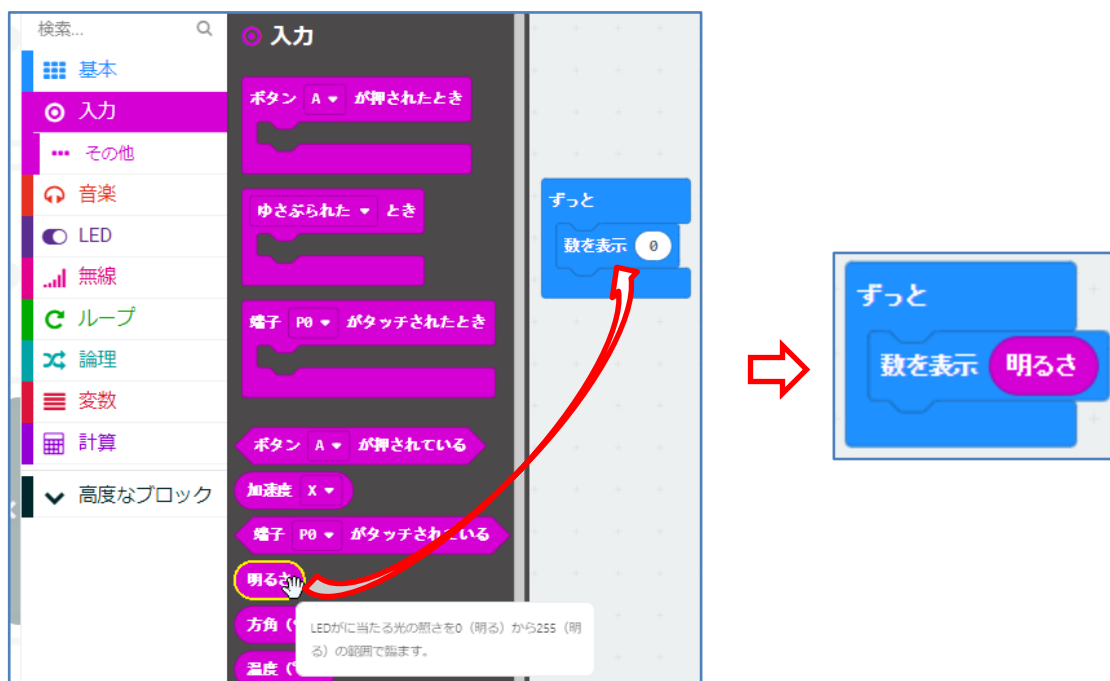 検索...
基本
入力
その他
音楽
LED
無線
ループ
論理
変数
計算
高度なブロック
入力
ボタン A が押されたとき
ゆさぶられた とき
端子 P0 がタッチされたとき
ボタン A が押されている
加速度 X
端子 P0 がタッチされている
明るさ
方角 (
温度 (
LEDがに当たる光の照さを0（明る）から255（明
る）の範囲で臨ます。
ずっと
数を表示 0
ずっと
数を表示 明るさ